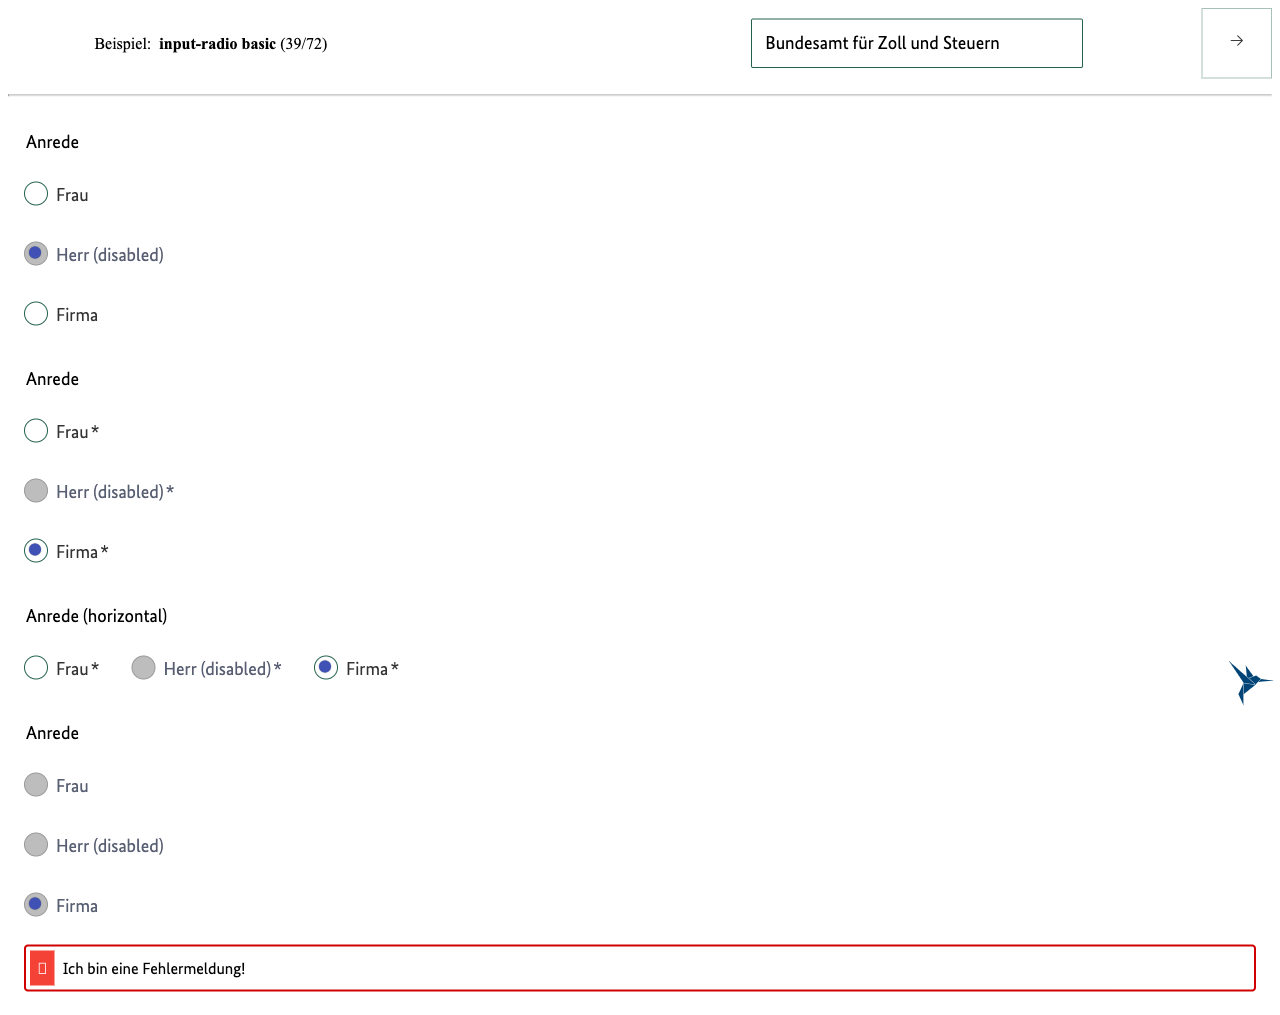 Beispiel: input-radio basic (39/72)
Bundesamt für Zoll und Steuern
→
Anrede
Frau
Herr (disabled)
Firma
Anrede
Frau*
Herr (disabled)*
Firma*
Anrede (horizontal)
Frau* Herr (disabled)* Firma*
Anrede
Frau
Herr (disabled)
Firma
Ich bin eine Fehlermeldung!